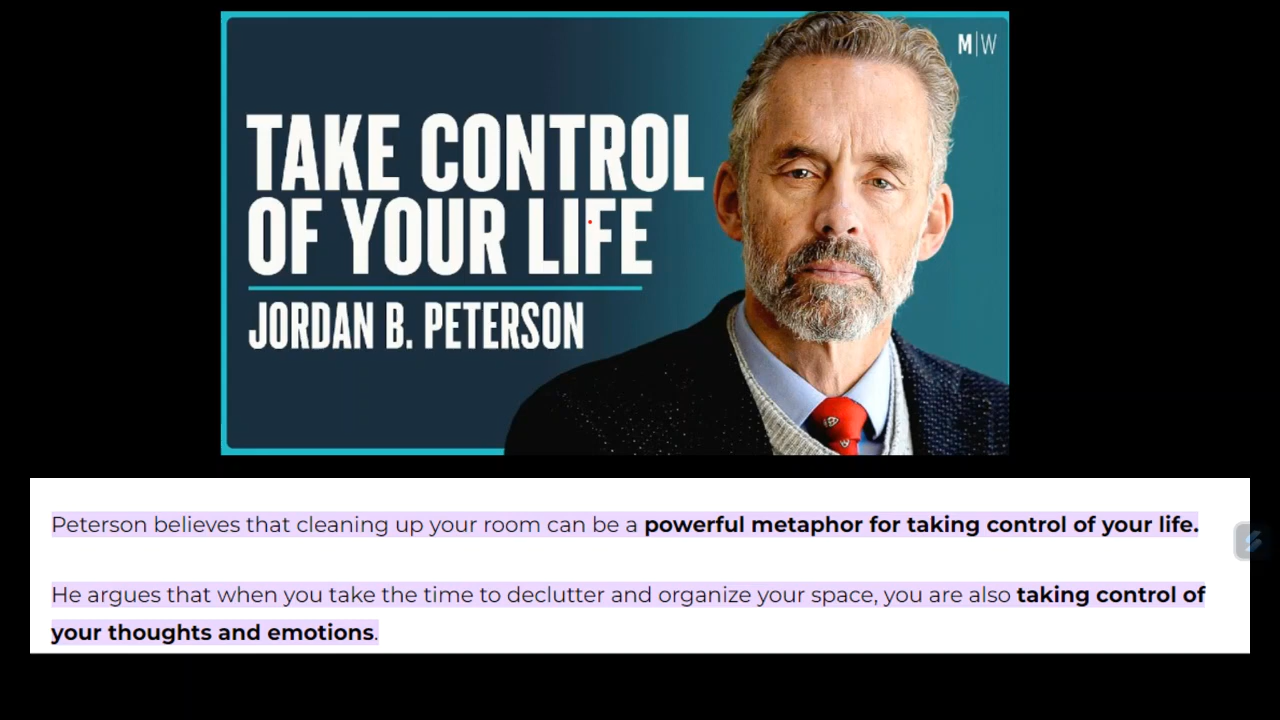 M|W
TAKE CONTROL
OF YOUR LIFE
JORDAN B. PETERSON
Peterson believes that cleaning up your room can be a powerful metaphor for taking control of your life.
He argues that when you take the time to declutter and organize your space, you are also taking control of
your thoughts and emotions.